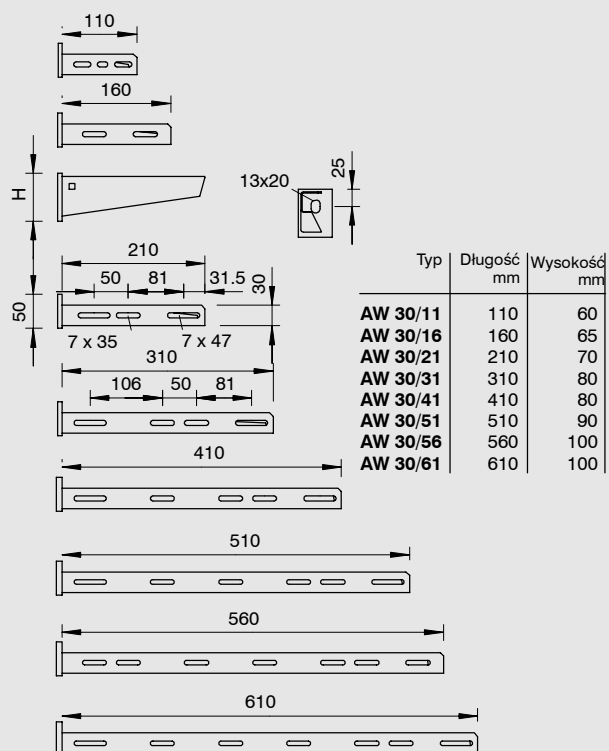 110
160
H
13x20
25
210
50 81 31.5
30
50
7 x 35 7 x 47
310
106 50 81
410
510
560
610
Typ Długość mm Wysokość mm
AW 30/11 110 60
AW 30/16 160 65
AW 30/21 210 70
AW 30/31 310 80
AW 30/41 410 80
AW 30/51 510 90
AW 30/56 560 100
AW 30/61 610 100